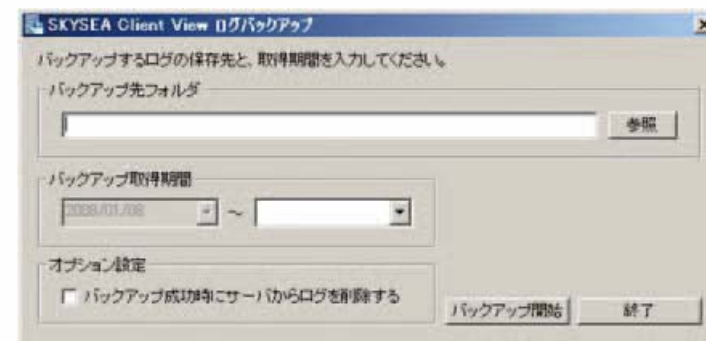 SKYSEA Client View ログバックアップ
バックアップするログの保存先と、取得期間を入力してください。
バックアップ先フォルダ
参照
バックアップ取得期間
2008/01/08 ～
オプション設定
バックアップ成功時にサーバからログを削除する
バックアップ開始 終了